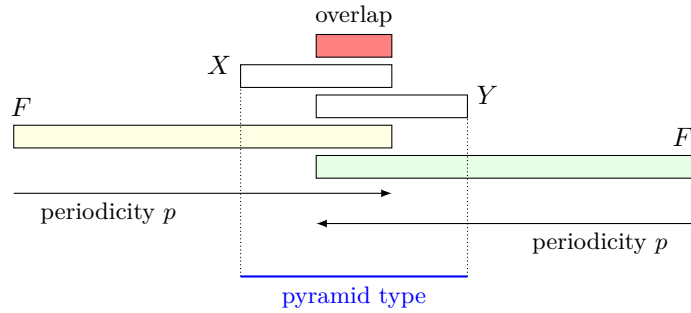 overlap
X
Y
F
F
periodicity p
periodicity p
pyramid type